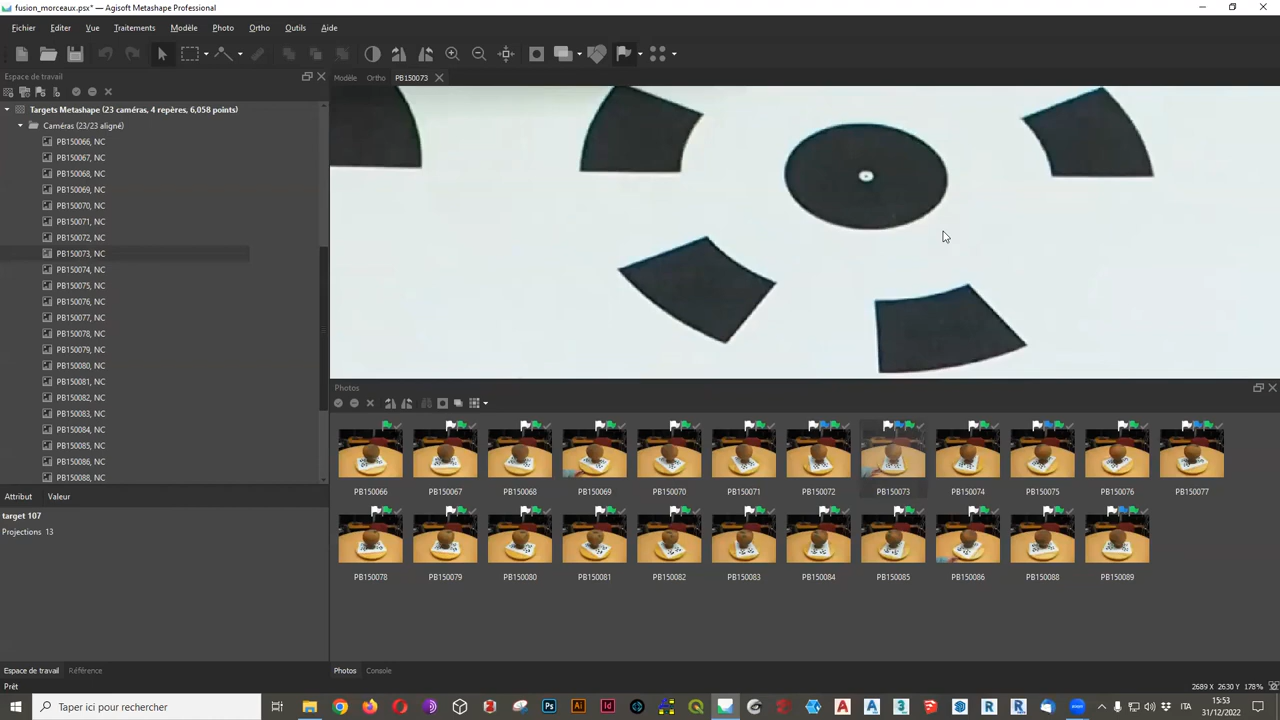 fusion_morceaux.psx* — Agisoft Metashape Professional
Fichier Editer Vue Traitements Modèle Photo Ortho Outils Aide
Espace de travail
Modèle Ortho PB150073
Targets Metashape (23 caméras, 4 repères, 6,058 points)
Caméras (23/23 aligné)
PB150066, NC
PB150067, NC
PB150068, NC
PB150069, NC
PB150070, NC
PB150071, NC
PB150072, NC
PB150073, NC
PB150074, NC
PB150075, NC
PB150076, NC
PB150077, NC
PB150078, NC
PB150079, NC
PB150080, NC
PB150081, NC
PB150082, NC
PB150083, NC
PB150084, NC
PB150085, NC
PB150086, NC
PB150088, NC
Attribut Valeur
target 107
Projections 13
Photos
PB150066 PB150067 PB150068 PB150069 PB150070 PB150071 PB150072 PB150073 PB150074 PB150075 PB150076 PB150077
PB150078 PB150079 PB150080 PB150081 PB150082 PB150083 PB150084 PB150085 PB150086 PB150088 PB150089
Espace de travail Référence
Photos Console
Prêt
2689 X 2630 Y 178%
Taper ici pour rechercher
Ps Ai Id
A A 3 R R
ITA
15:53
31/12/2022